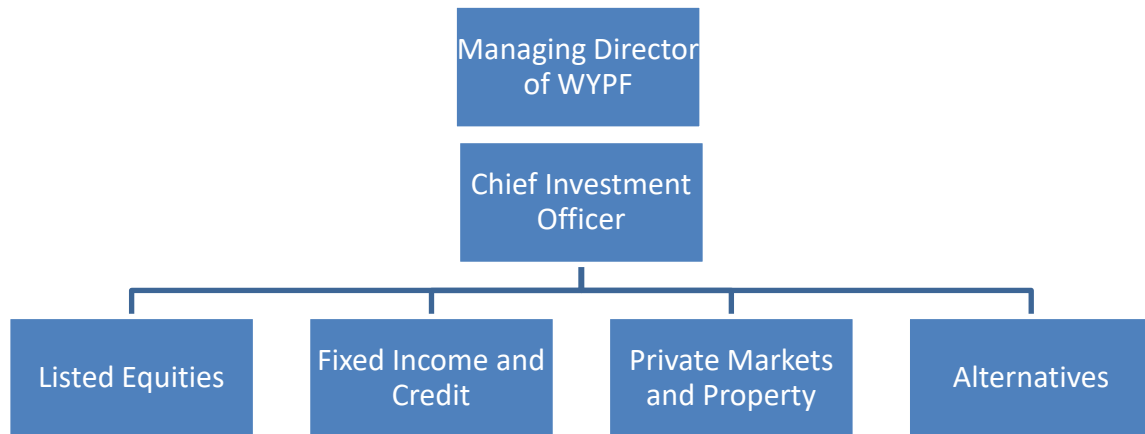 Managing Director
of WYPF
Chief Investment
Officer
Listed Equities
Fixed Income and
Credit
Private Markets
and Property
Alternatives